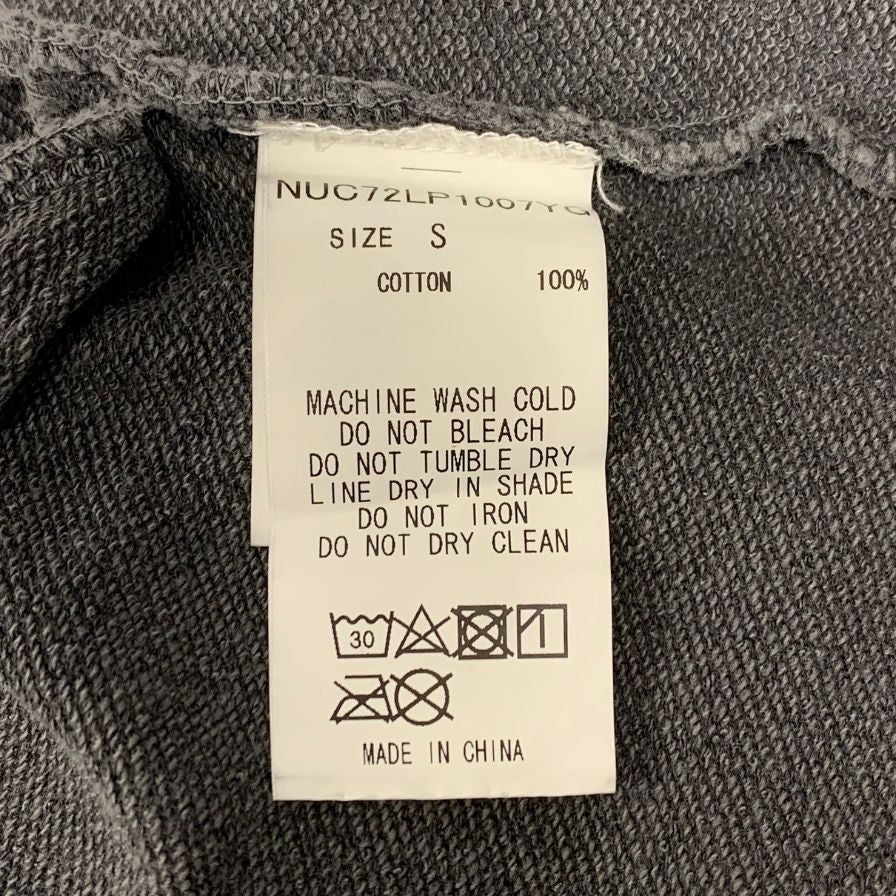 NUC72LP1007YG
SIZE S
COTTON 100%
MACHINE WASH COLD
DO NOT BLEACH
DO NOT TUMBLE DRY
LINE DRY IN SHADE
DO NOT IRON
DO NOT DRY CLEAN
30
MADE IN CHINA